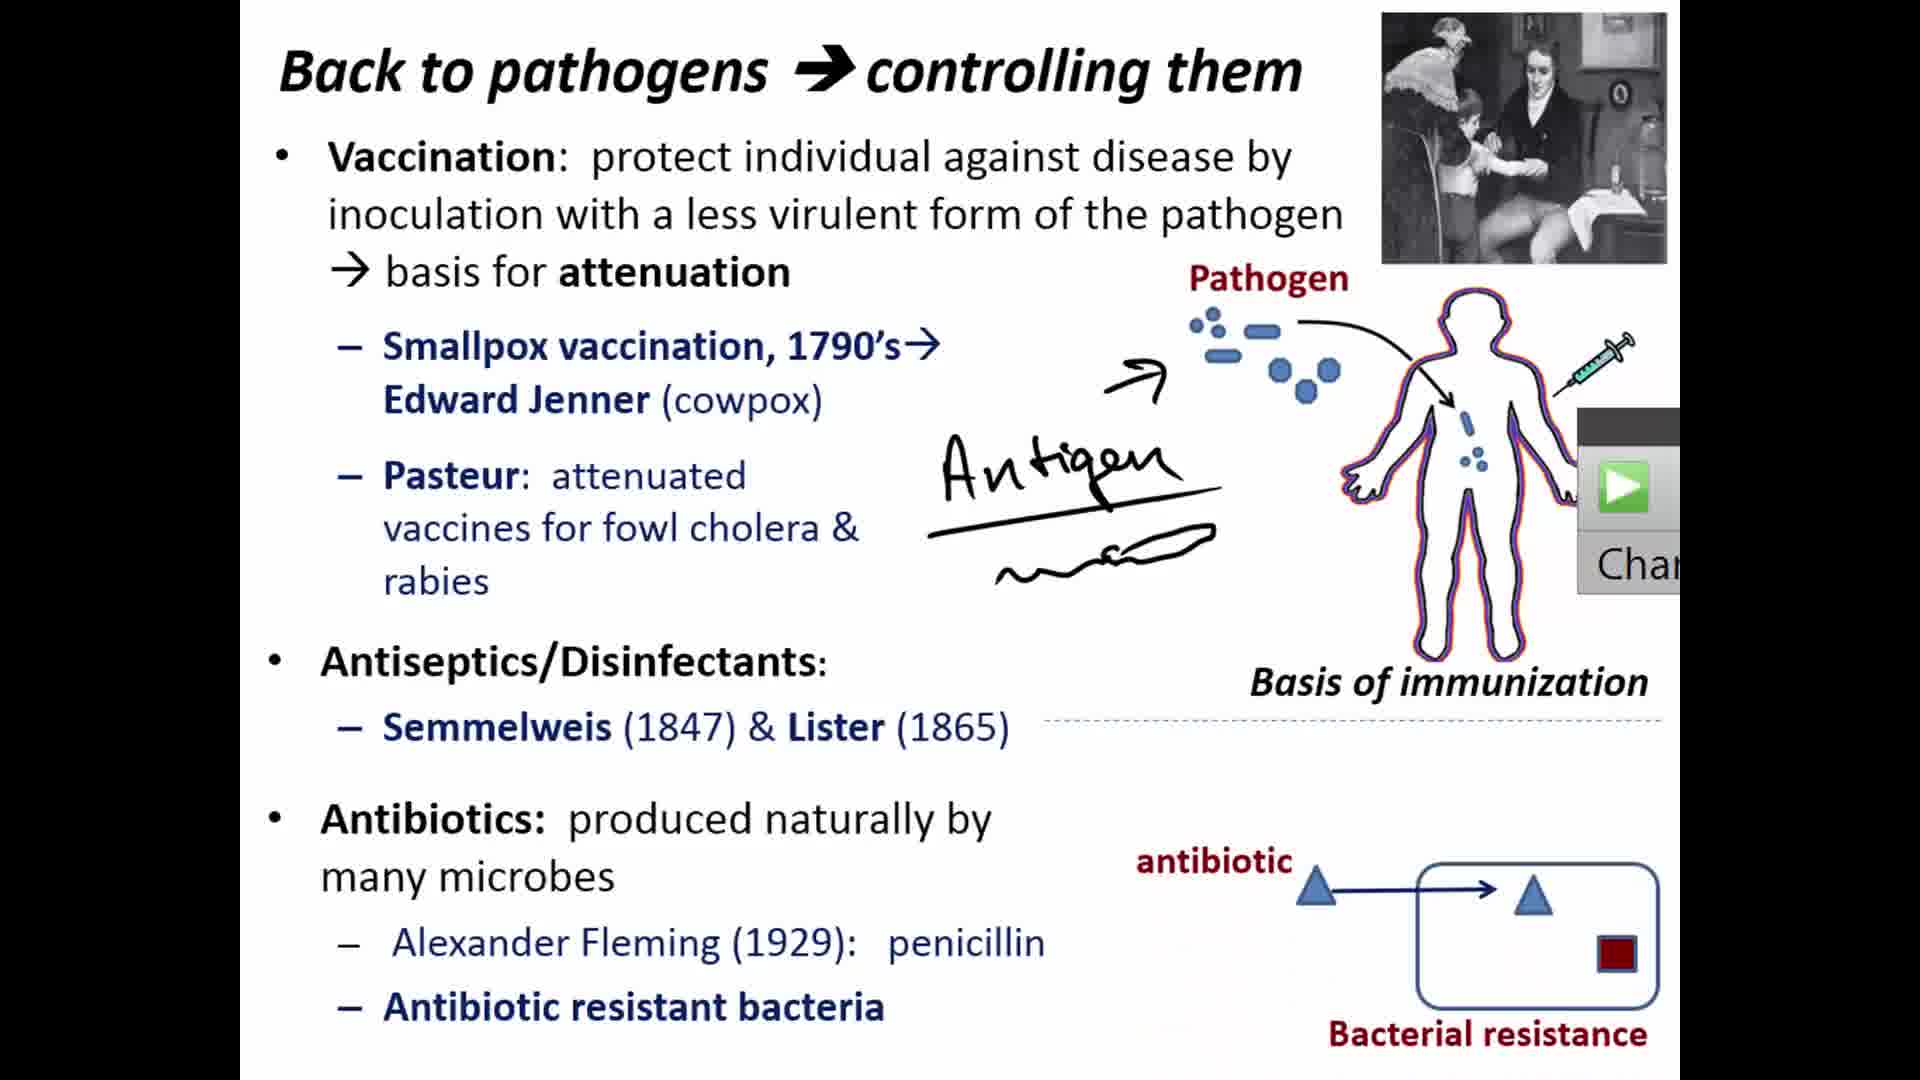 Back to pathogens → controlling them
• Vaccination: protect individual against disease by
inoculation with a less virulent form of the pathogen
→ basis for attenuation
– Smallpox vaccination, 1790’s→
Edward Jenner (cowpox)
– Pasteur: attenuated
vaccines for fowl cholera &
rabies
Pathogen
Antigen
Char
Basis of immunization
• Antiseptics/Disinfectants:
– Semmelweis (1847) & Lister (1865)
• Antibiotics: produced naturally by
many microbes
– Alexander Fleming (1929): penicillin
– Antibiotic resistant bacteria
antibiotic
Bacterial resistance